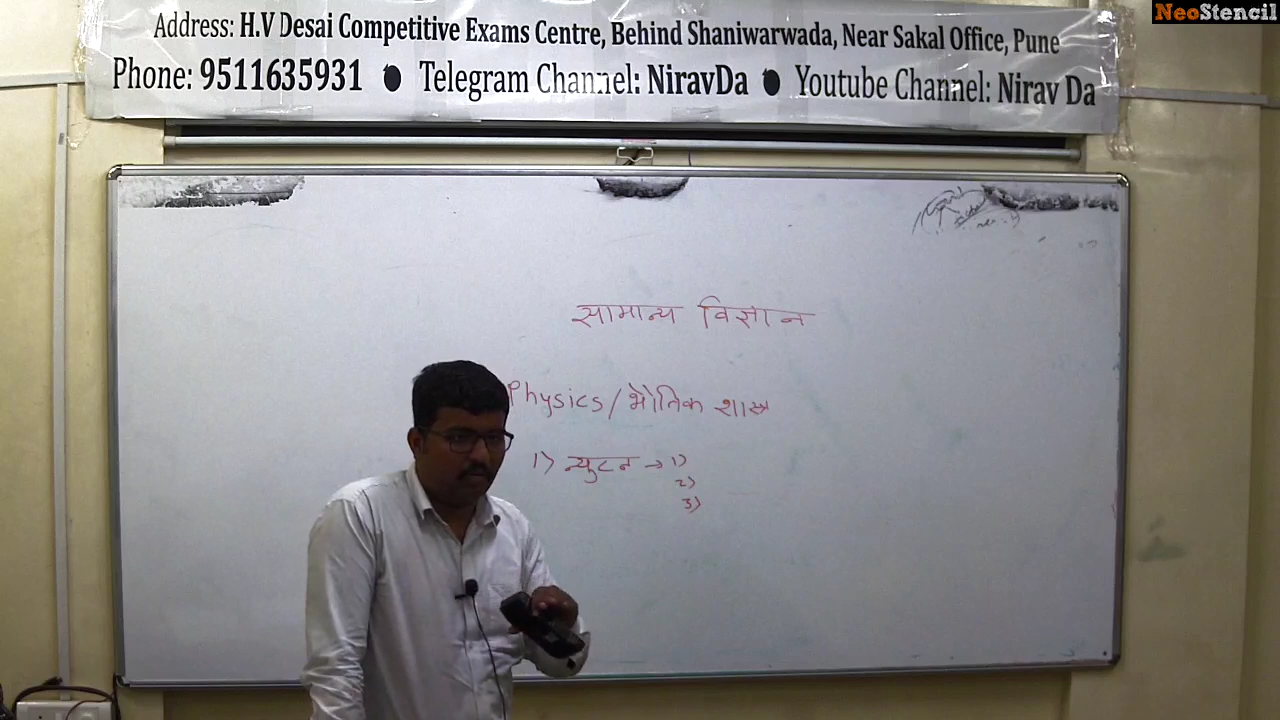 NeoStencil
Address: H.V Desai Competitive Exams Centre, Behind Shaniwarwada, Near Sakal Office, Pune
Phone: 9511635931 ● Telegram Channel: NiravDa ● Youtube Channel: Nirav Da
सामान्य विज्ञान
Physics/भौतिक शास्त्र
1) न्युटन → 1)
2)
3)